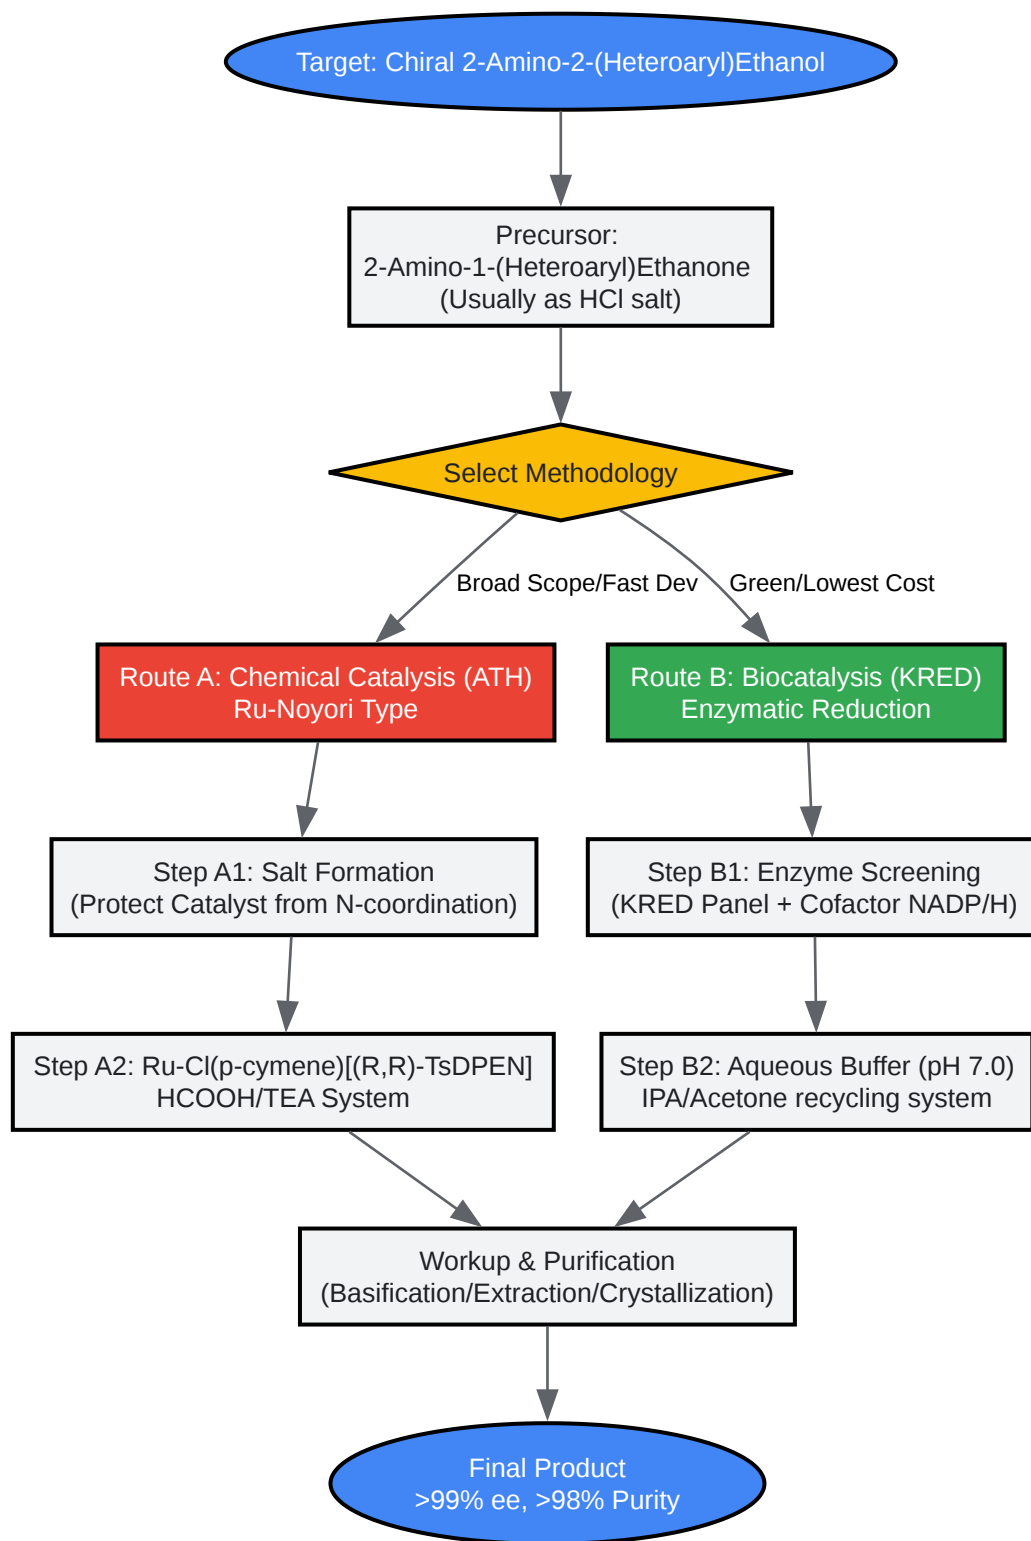 Target: Chiral 2-Amino-2-(Heteroaryl)Ethanol
Precursor:
2-Amino-1-(Heteroaryl)Ethanone
(Usually as HCl salt)
Select Methodology
Broad Scope/Fast Dev
Green/Lowest Cost
Route A: Chemical Catalysis (ATH)
Ru-Noyori Type
Route B: Biocatalysis (KRED)
Enzymatic Reduction
Step A1: Salt Formation
(Protect Catalyst from N-coordination)
Step B1: Enzyme Screening
(KRED Panel + Cofactor NADP/H)
Step A2: Ru-Cl(p-cymene)[(R,R)-TsDPEN]
HCOOH/TEA System
Step B2: Aqueous Buffer (pH 7.0)
IPA/Acetone recycling system
Workup & Purification
(Basification/Extraction/Crystallization)
Final Product
>99% ee, >98% Purity